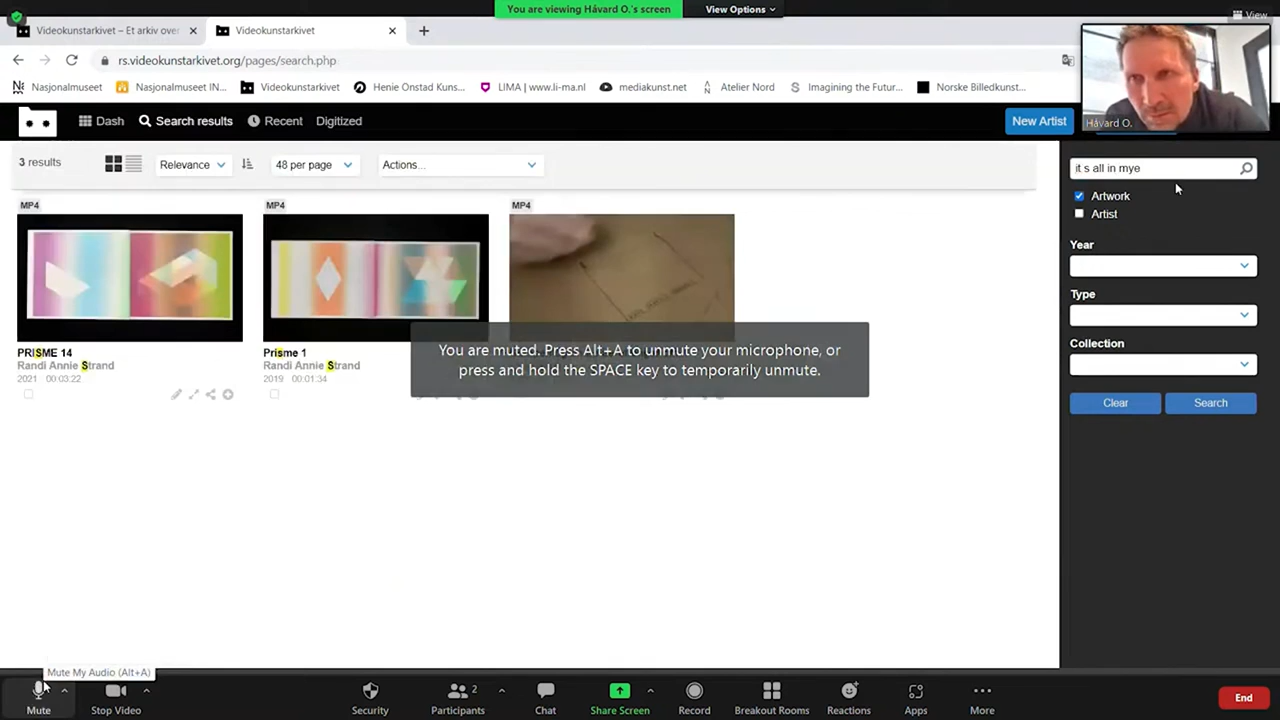 You are viewing Håvard O.'s screen
View Options
View
Videokunstarkivet – Et arkiv over
Videokunstarkivet
rs.videokunstarkivet.org/pages/search.php
Nasjonalmuseet
Nasjonalmuseet IN...
Videokunstarkivet
Henie Onstad Kuns...
LIMA | www.li-ma.nl
mediakunst.net
Atelier Nord
Imagining the Futur...
Norske Billedkunst...
Håvard O.
Dash
Search results
Recent
Digitized
New Artist
3 results
Relevance
48 per page
Actions...
it s all in mye
Artwork
Artist
Year
Type
Collection
Clear
Search
MP4
MP4
MP4
PRISME 14
Randi Annie Strand
2021 00:03:22
Prisme 1
Randi Annie Strand
2019 00:01:34
You are muted. Press Alt+A to unmute your microphone, or
press and hold the SPACE key to temporarily unmute.
Mute My Audio (Alt+A)
Mute
Stop Video
Security
2
Participants
Chat
Share Screen
Record
Breakout Rooms
Reactions
Apps
More
End